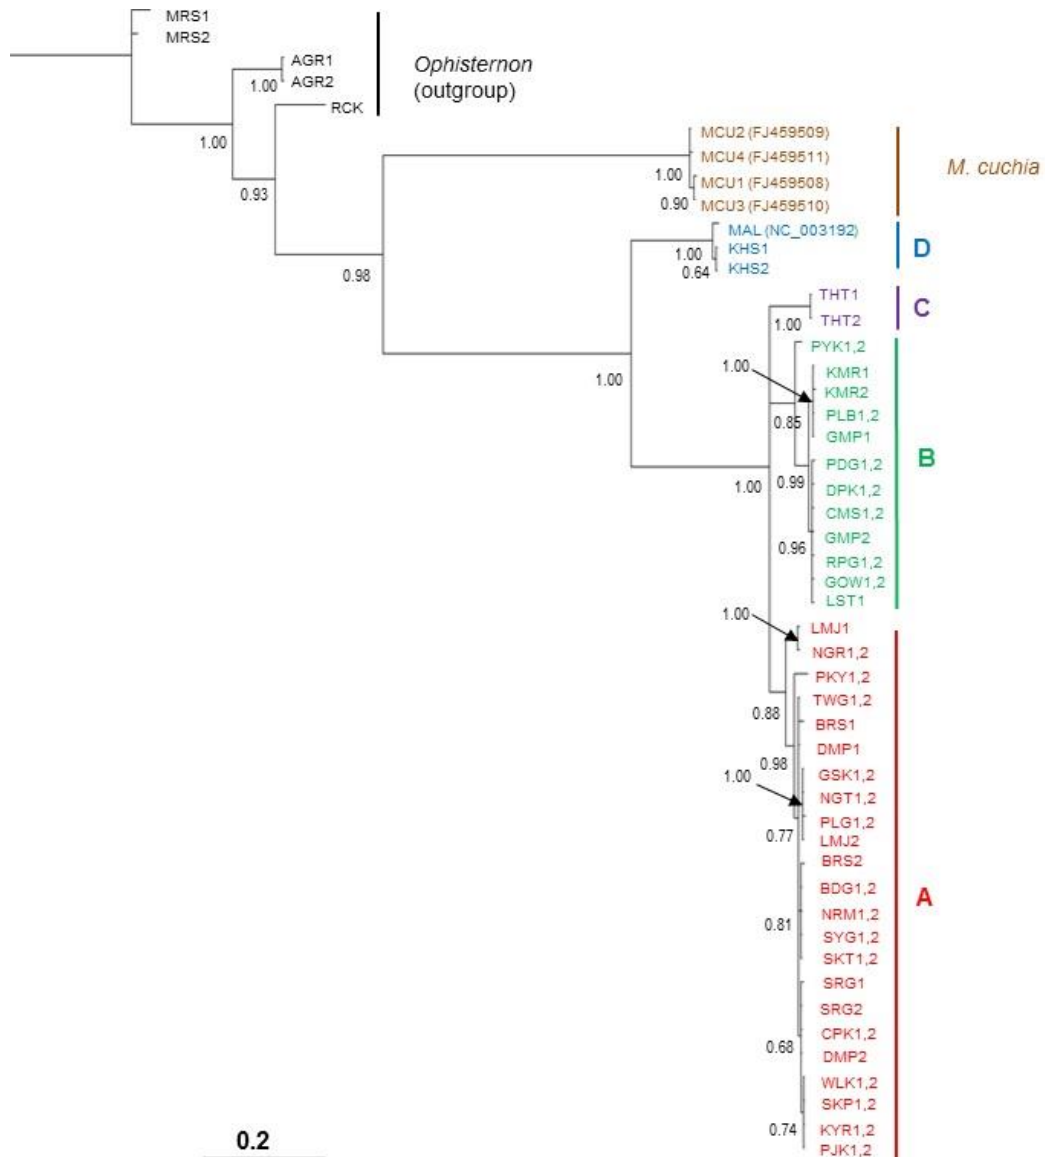 MRS1
MRS2
AGR1
Ophisternon
1.00
AGR2
(outgroup)
RCK
1.00
MCU2 (FJ459509)
MCU4 (FJ459511)
M. cuchia
1.00
MCU1 (FJ459508)
0.93
0.90
MCU3 (FJ459510)
MAL (NC_003192)
1.00
KHS1
D
0.98
0.64
KHS2
THT1
C
1.00
THT2
PYK1,2
1.00
KMR1
1.00
KMR2
0.85
PLB1,2
GMP1
B
PDG1,2
1.00
0.99
DPK1,2
CMS1,2
GMP2
0.96
RPG1,2
GOW1,2
LST1
1.00
LMJ1
NGR1,2
PKY1,2
TWG1,2
0.88
BRS1
DMP1
0.98
1.00
GSK1,2
NGT1,2
PLG1,2
0.77
LMJ2
BRS2
BDG1,2
A
NRM1,2
0.81
SYG1,2
SKT1,2
SRG1
SRG2
CPK1,2
0.68
DMP2
WLK1,2
SKP1,2
0.74
KYR1,2
0.2
PJK1,2